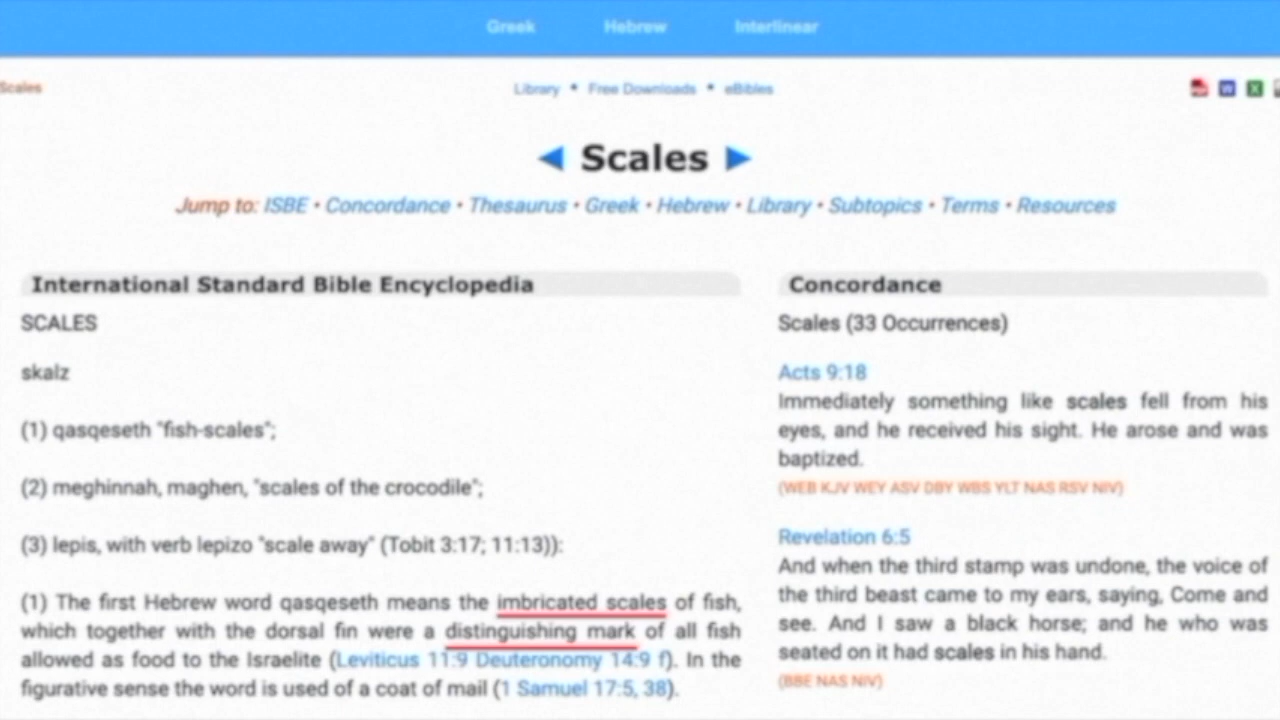 Greek Hebrew Interlinear
Scales
Library • Free Downloads • eBibles
◄ Scales ►
Jump to: ISBE • Concordance • Thesaurus • Greek • Hebrew • Library • Subtopics • Terms • Resources
International Standard Bible Encyclopedia
SCALES
skalz
(1) qasqeseth "fish-scales";
(2) meghinnah, maghen, "scales of the crocodile";
(3) lepis, with verb lepizo "scale away" (Tobit 3:17; 11:13)):
(1) The first Hebrew word qasqeseth means the imbricated scales of fish,
which together with the dorsal fin were a distinguishing mark of all fish
allowed as food to the Israelite (Leviticus 11:9 Deuteronomy 14:9 f). In the
figurative sense the word is used of a coat of mail (1 Samuel 17:5, 38).
Concordance
Scales (33 Occurrences)
Acts 9:18
Immediately something like scales fell from his
eyes, and he received his sight. He arose and was
baptized.
(WEB KJV WEY ASV DBY WBS YLT NAS RSV NIV)
Revelation 6:5
And when the third stamp was undone, the voice of
the third beast came to my ears, saying, Come and
see. And I saw a black horse; and he who was
seated on it had scales in his hand.
(BBE NAS NIV)